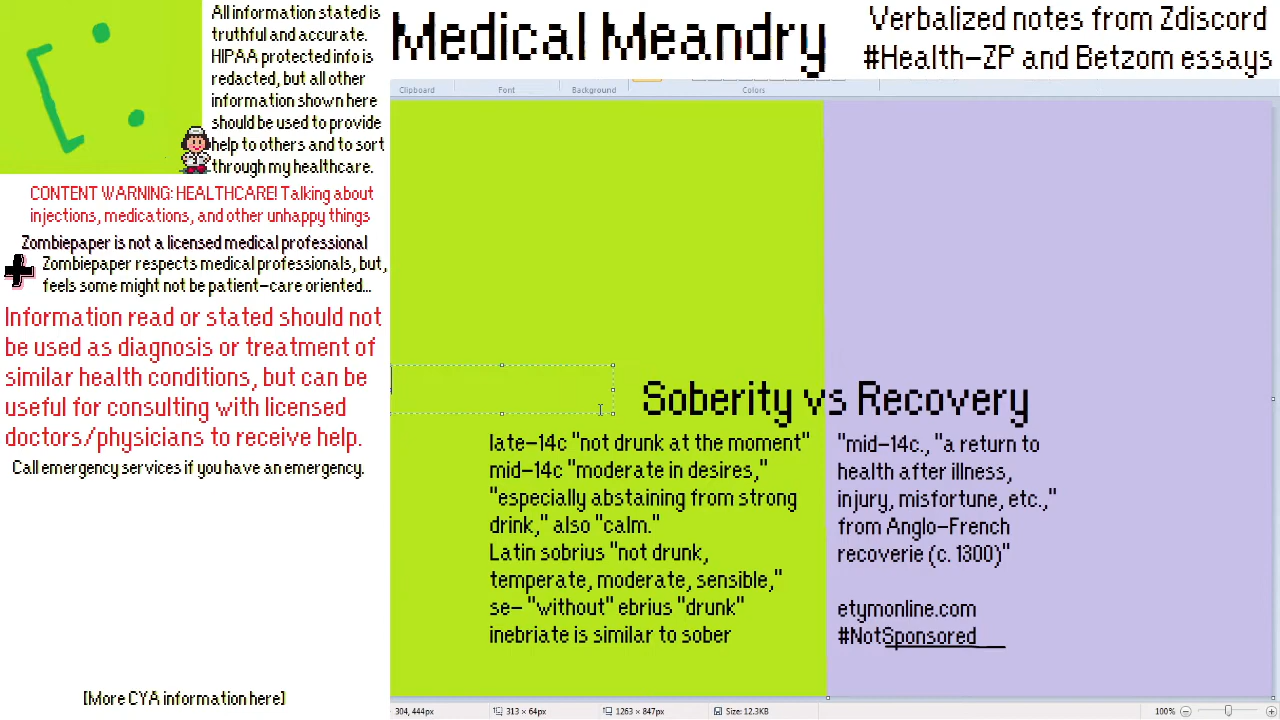 All information stated is
truthful and accurate.
HIPAA protected info is
redacted, but all other
information shown here
should be used to provide
help to others and to sort
through my healthcare.
CONTENT WARNING: HEALTHCARE! Talking about
injections, medications, and other unhappy things
Zombiepaper is not a licensed medical professional
Zombiepaper respects medical professionals, but,
feels some might not be patient-care oriented...
Information read or stated should not
be used as diagnosis or treatment of
similar health conditions, but can be
useful for consulting with licensed
doctors/physicians to receive help.
Call emergency services if you have an emergency.
[More CYA information here]
Medical Meandry
Verbalized notes from Zdiscord
#Health-ZP and Betzom essays
Clipboard
Font
Background
Colors
Soberity vs Recovery
late-14c "not drunk at the moment"
mid-14c "moderate in desires,"
"especially abstaining from strong
drink," also "calm."
Latin sobrius "not drunk,
temperate, moderate, sensible,"
se- "without" ebrius "drunk"
inebriate is similar to sober
"mid-14c., "a return to
health after illness,
injury, misfortune, etc.,"
from Anglo-French
recoverie (c. 1300)"
etymonline.com
#NotSponsored
304, 444px
313 × 64px
1263 × 847px
Size: 12.3KB
100%